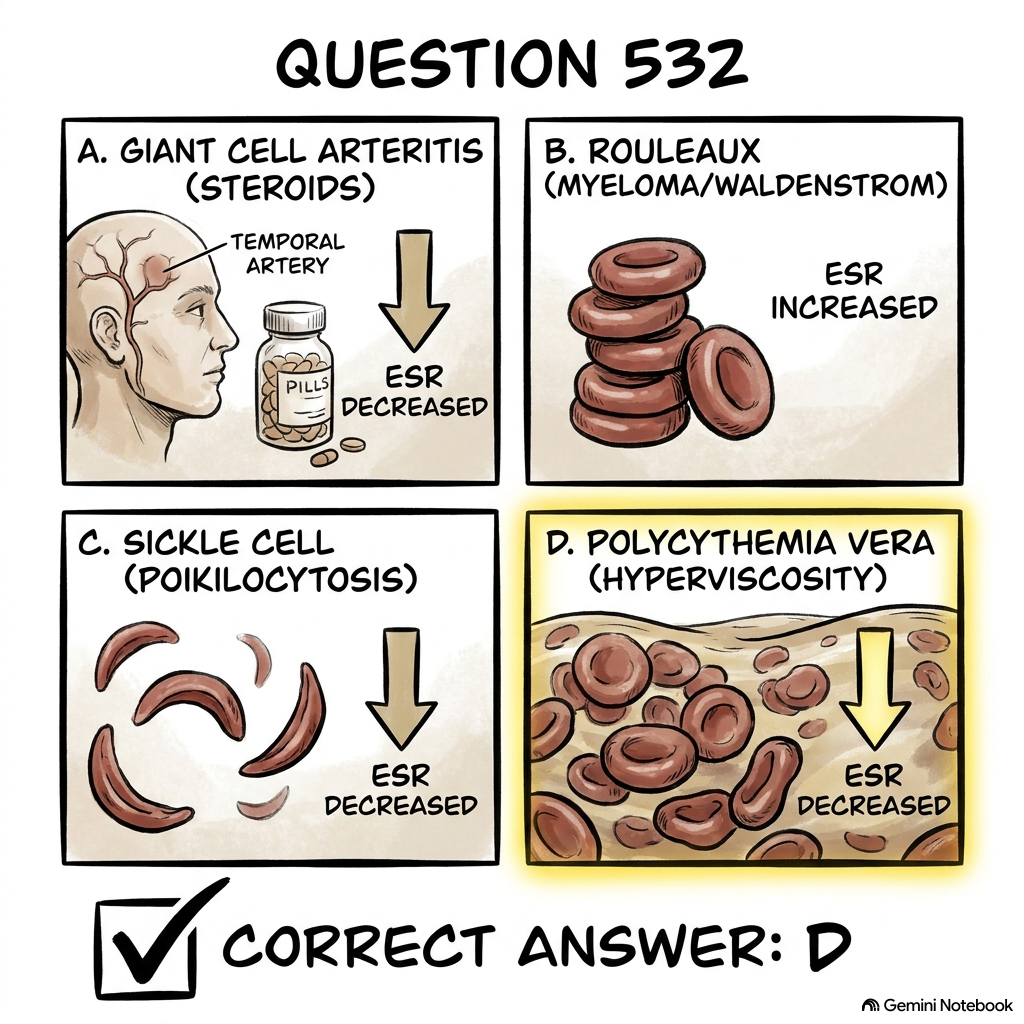 QUESTION 532
A. GIANT CELL ARTERITIS
(STEROIDS)
TEMPORAL
ARTERY
PILLS
ESR
DECREASED
B. ROULEAUX
(MYELOMA/WALDENSTROM)
ESR
INCREASED
C. SICKLE CELL
(POIKILOCYTOSIS)
ESR
DECREASED
D. POLYCYTHEMIA VERA
(HYPERVISCOSITY)
ESR
DECREASED
CORRECT ANSWER: D
Gemini Notebook